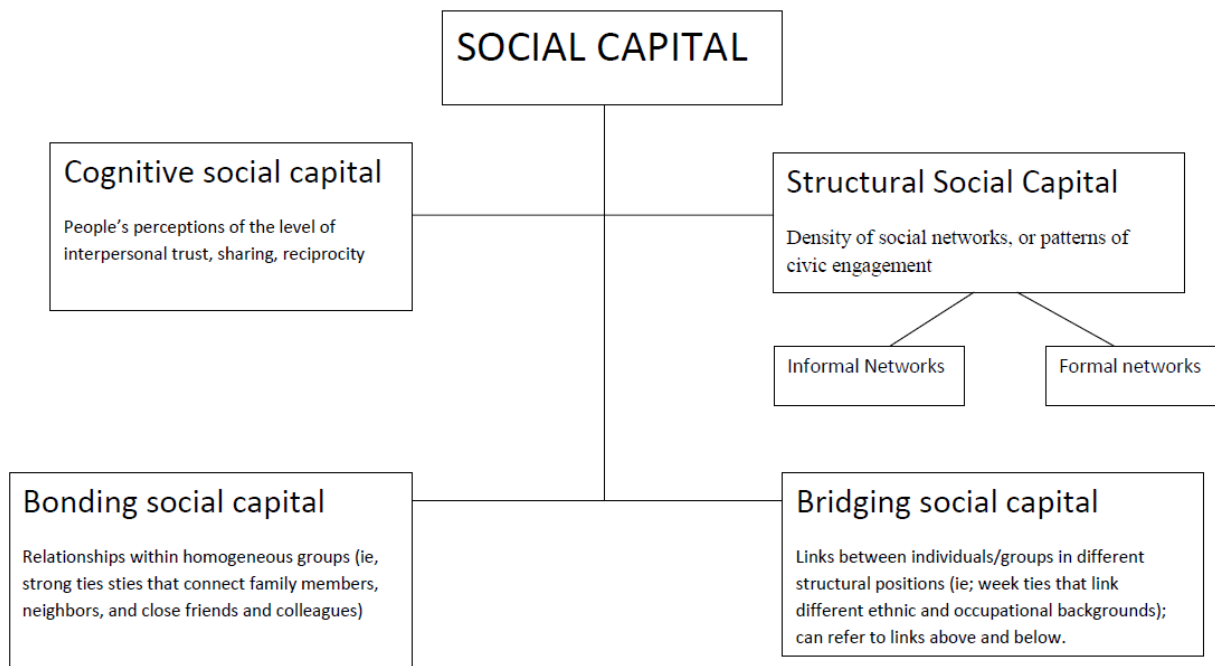 SOCIAL CAPITAL
Cognitive social capital
People’s perceptions of the level of
interpersonal trust, sharing, reciprocity
Structural Social Capital
Density of social networks, or patterns of
civic engagement
Informal Networks
Formal networks
Bonding social capital
Relationships within homogeneous groups (ie,
strong ties sties that connect family members,
neighbors, and close friends and colleagues)
Bridging social capital
Links between individuals/groups in different
structural positions (ie; week ties that link
different ethnic and occupational backgrounds);
can refer to links above and below.